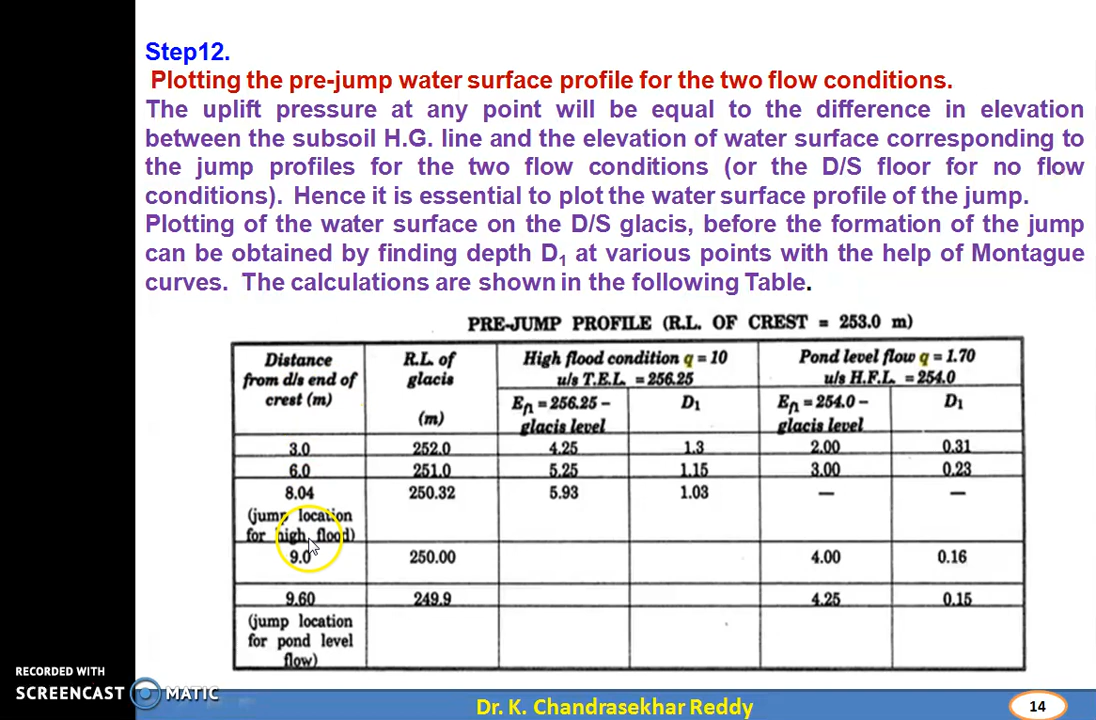 Step12.
Plotting the pre-jump water surface profile for the two flow conditions.
The uplift pressure at any point will be equal to the difference in elevation
between the subsoil H.G. line and the elevation of water surface corresponding to
the jump profiles for the two flow conditions (or the D/S floor for no flow
conditions). Hence it is essential to plot the water surface profile of the jump.
Plotting of the water surface on the D/S glacis, before the formation of the jump
can be obtained by finding depth D₁ at various points with the help of Montague
curves. The calculations are shown in the following Table.
PRE-JUMP PROFILE (R.L. OF CREST = 253.0 m)
Distance from d/s end of crest (m) R.L. of glacis (m) High flood condition q = 10 u/s T.E.L. = 256.25 Pond level flow q = 1.70 u/s H.F.L. = 254.0
Ef₁ = 256.25 – glacis level D₁ Ef₁ = 254.0 – glacis level D₁
3.0 252.0 4.25 1.3 2.00 0.31
6.0 251.0 5.25 1.15 3.00 0.23
8.04 250.32 5.93 1.03 — —
(jump location
for high flood)
9.0 250.00 4.00 0.16
9.60 249.9 4.25 0.15
(jump location
for pond level
flow)
RECORDED WITH
SCREENCAST MATIC
Dr. K. Chandrasekhar Reddy
14